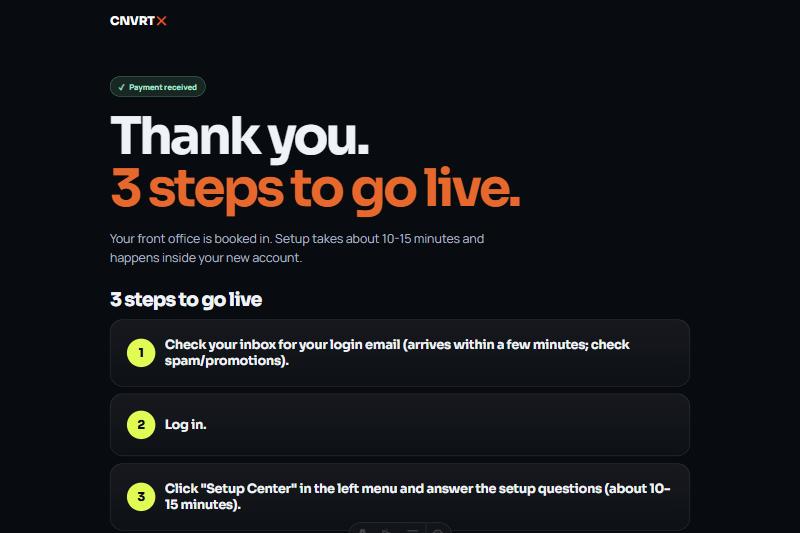 CNVRTX
✓ Payment received
Thank you.
3 steps to go live.
Your front office is booked in. Setup takes about 10-15 minutes and
happens inside your new account.
3 steps to go live
1 Check your inbox for your login email (arrives within a few minutes; check
spam/promotions).
2 Log in.
3 Click "Setup Center" in the left menu and answer the setup questions (about 10-
15 minutes).